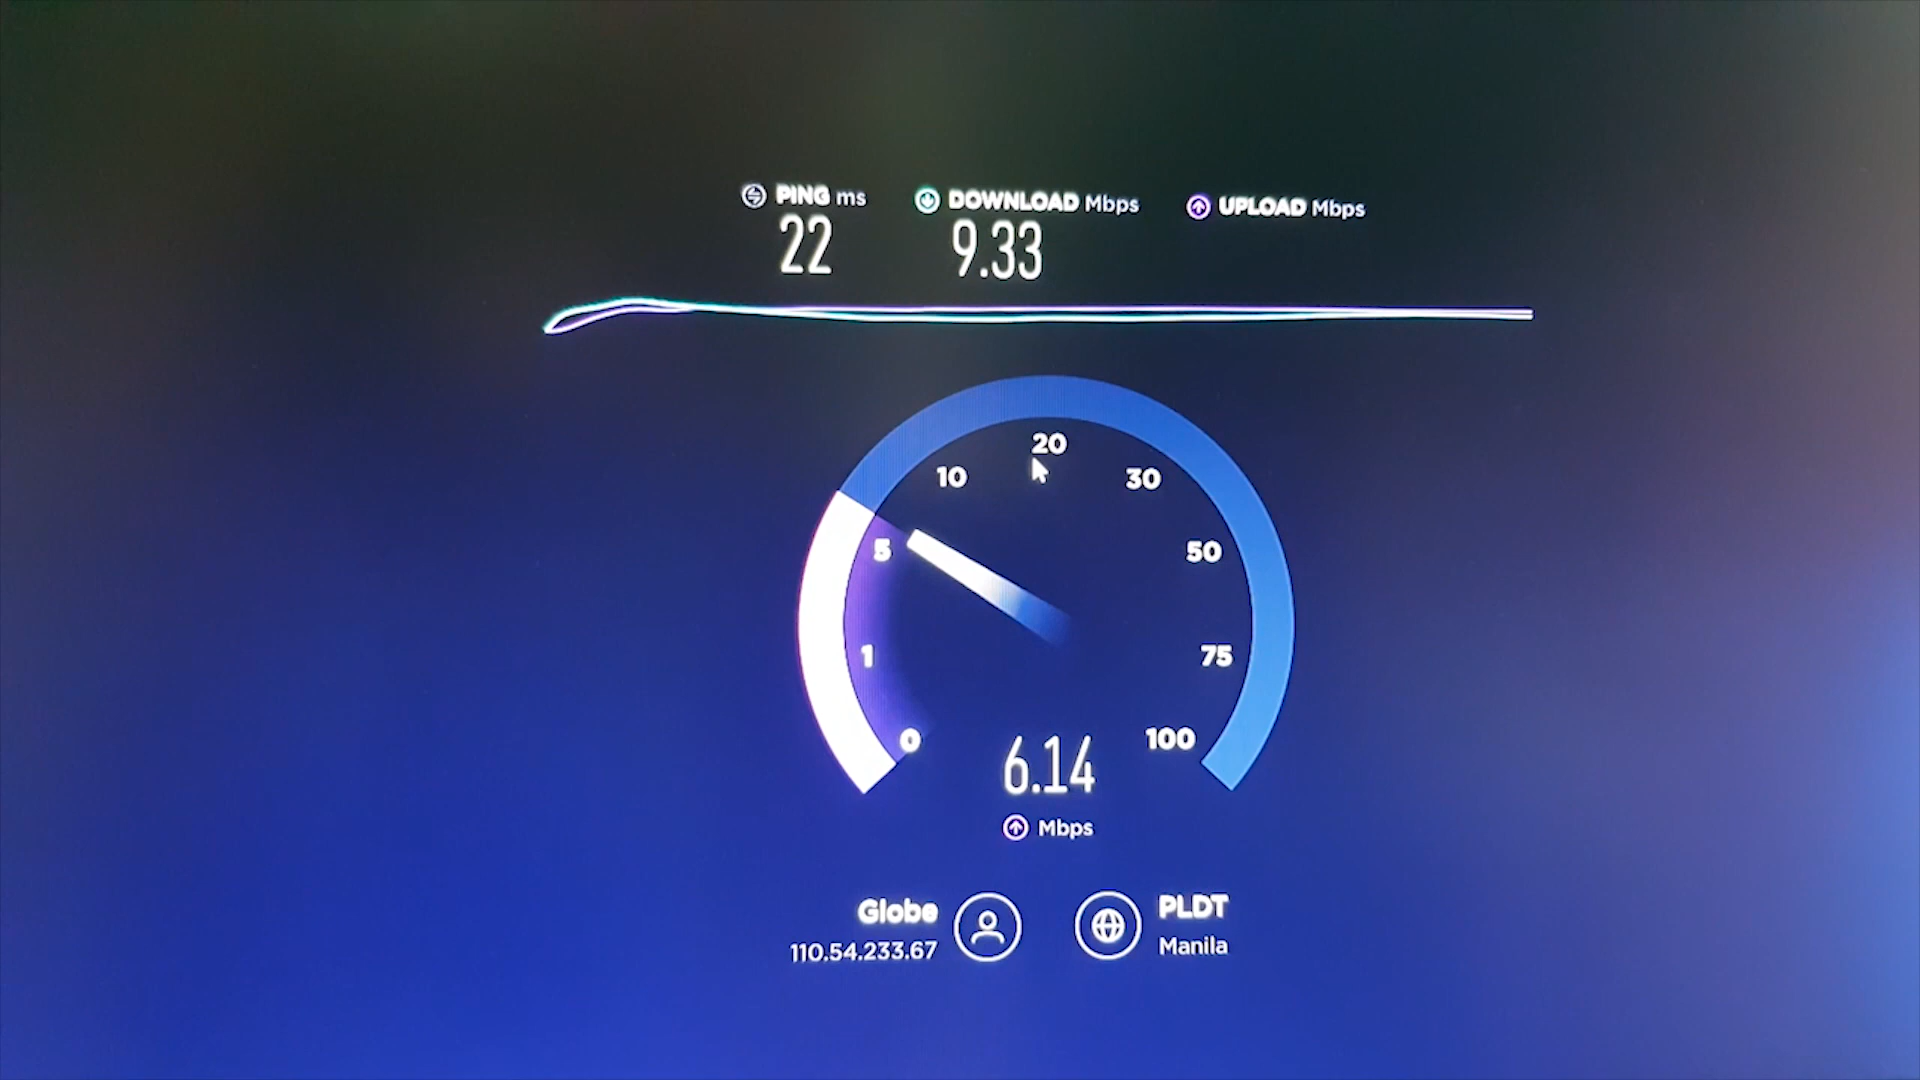 PING ms
22
DOWNLOAD Mbps
9.33
UPLOAD Mbps
20
10
30
5
50
1
75
0
100
6.14
Mbps
Globe
110.54.233.67
PLDT
Manila